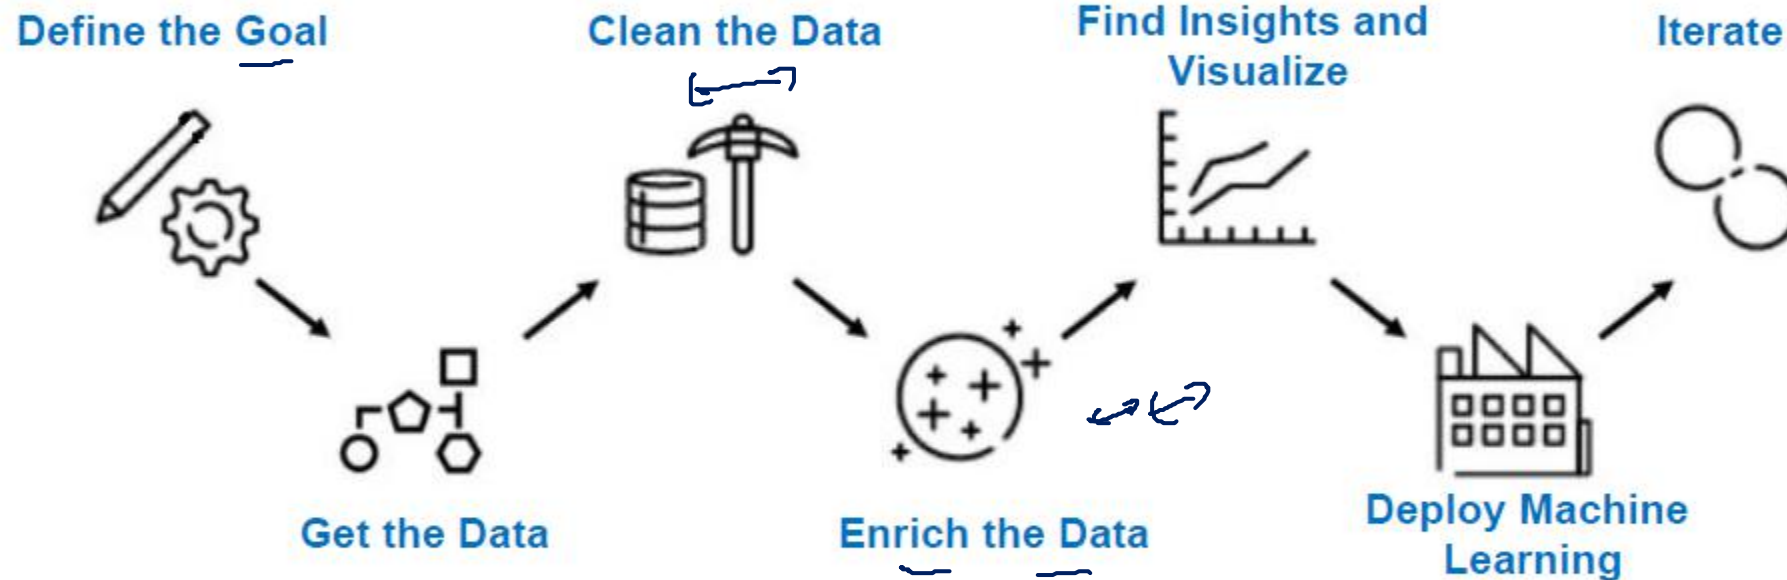 Define the Goal
Get the Data
Clean the Data
Enrich the Data
Find Insights and
Visualize
Deploy Machine
Learning
Iterate